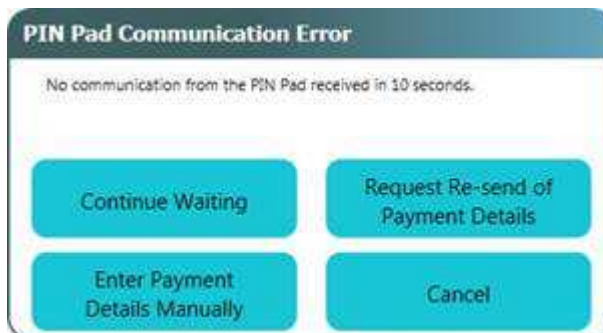 PIN Pad Communication Error
No communication from the PIN Pad received in 10 seconds.
Continue Waiting
Request Re-send of
Payment Details
Enter Payment
Details Manually
Cancel